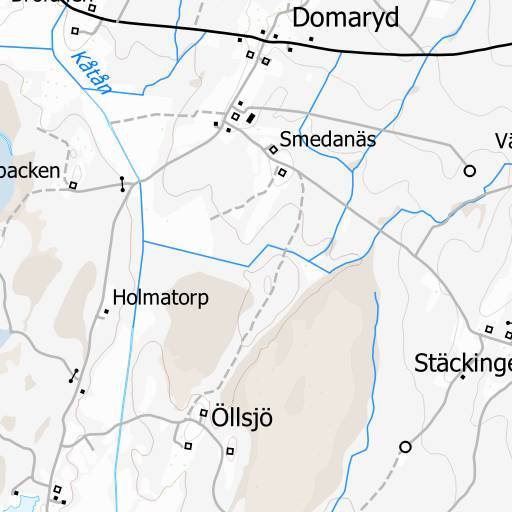 Domaryd
Kåtån
Smedanäs
backen
Holmatorp
Stäckinge
Öllsjö